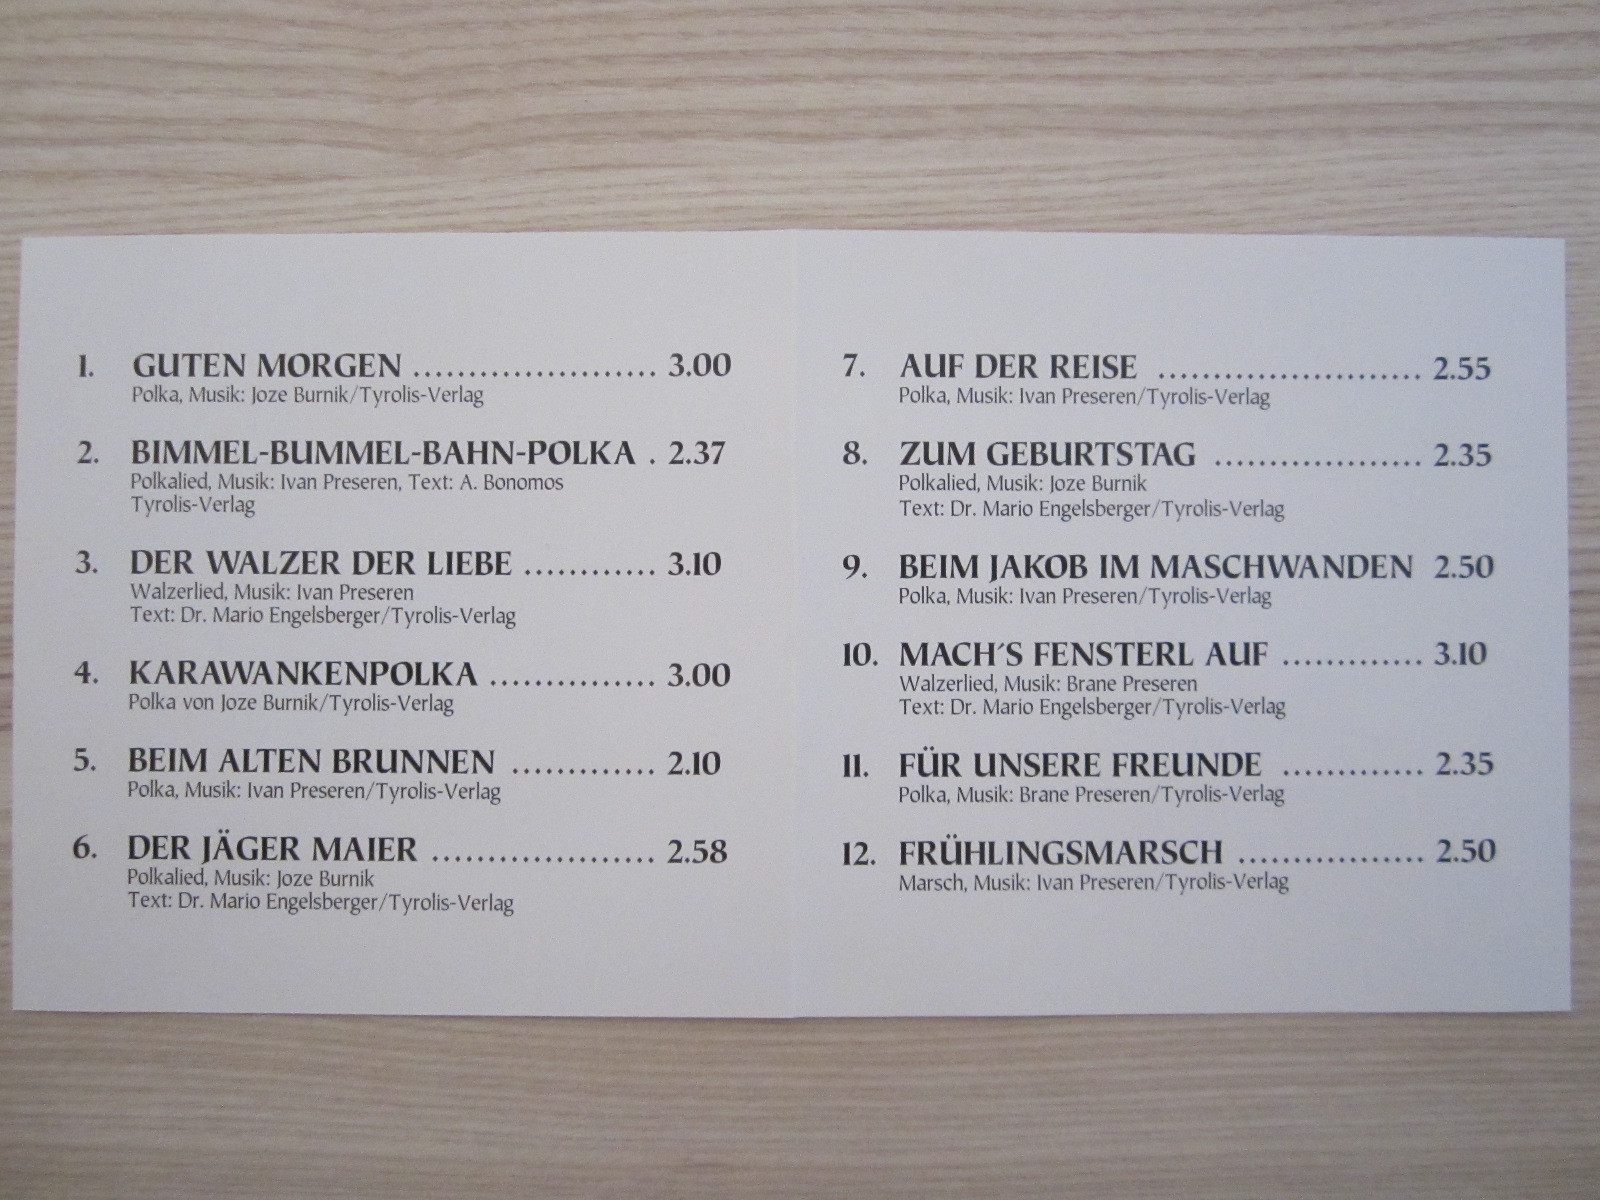 1. GUTEN MORGEN ...................... 3.00
Polka, Musik: Joze Burnik/Tyrolis-Verlag
2. BIMMEL-BUMMEL-BAHN-POLKA . 2.37
Polkalied, Musik: Ivan Preseren, Text: A. Bonomos
Tyrolis-Verlag
3. DER WALZER DER LIEBE ............ 3.10
Walzerlied, Musik: Ivan Preseren
Text: Dr. Mario Engelsberger/Tyrolis-Verlag
4. KARAWANKENPOLKA ............... 3.00
Polka von Joze Burnik/Tyrolis-Verlag
5. BEIM ALTEN BRUNNEN ............. 2.10
Polka, Musik: Ivan Preseren/Tyrolis-Verlag
6. DER JÄGER MAIER .................... 2.58
Polkalied, Musik: Joze Burnik
Text: Dr. Mario Engelsberger/Tyrolis-Verlag
7. AUF DER REISE ........................ 2.55
Polka, Musik: Ivan Preseren/Tyrolis-Verlag
8. ZUM GEBURTSTAG ................... 2.35
Polkalied, Musik: Joze Burnik
Text: Dr. Mario Engelsberger/Tyrolis-Verlag
9. BEIM JAKOB IM MASCHWANDEN 2.50
Polka, Musik: Ivan Preseren/Tyrolis-Verlag
10. MACH´S FENSTERL AUF ............. 3.10
Walzerlied, Musik: Brane Preseren
Text: Dr. Mario Engelsberger/Tyrolis-Verlag
11. FÜR UNSERE FREUNDE ............. 2.35
Polka, Musik: Brane Preseren/Tyrolis-Verlag
12. FRÜHLINGSMARSCH ................. 2.50
Marsch, Musik: Ivan Preseren/Tyrolis-Verlag